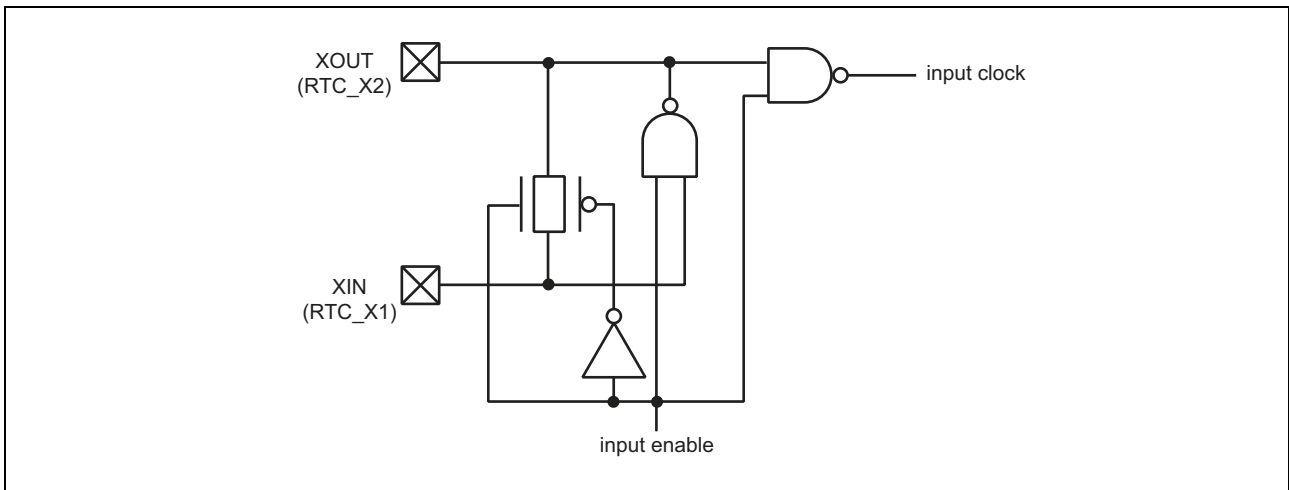 XOUT
(RTC_X2)
input clock
XIN
(RTC_X1)
input enable